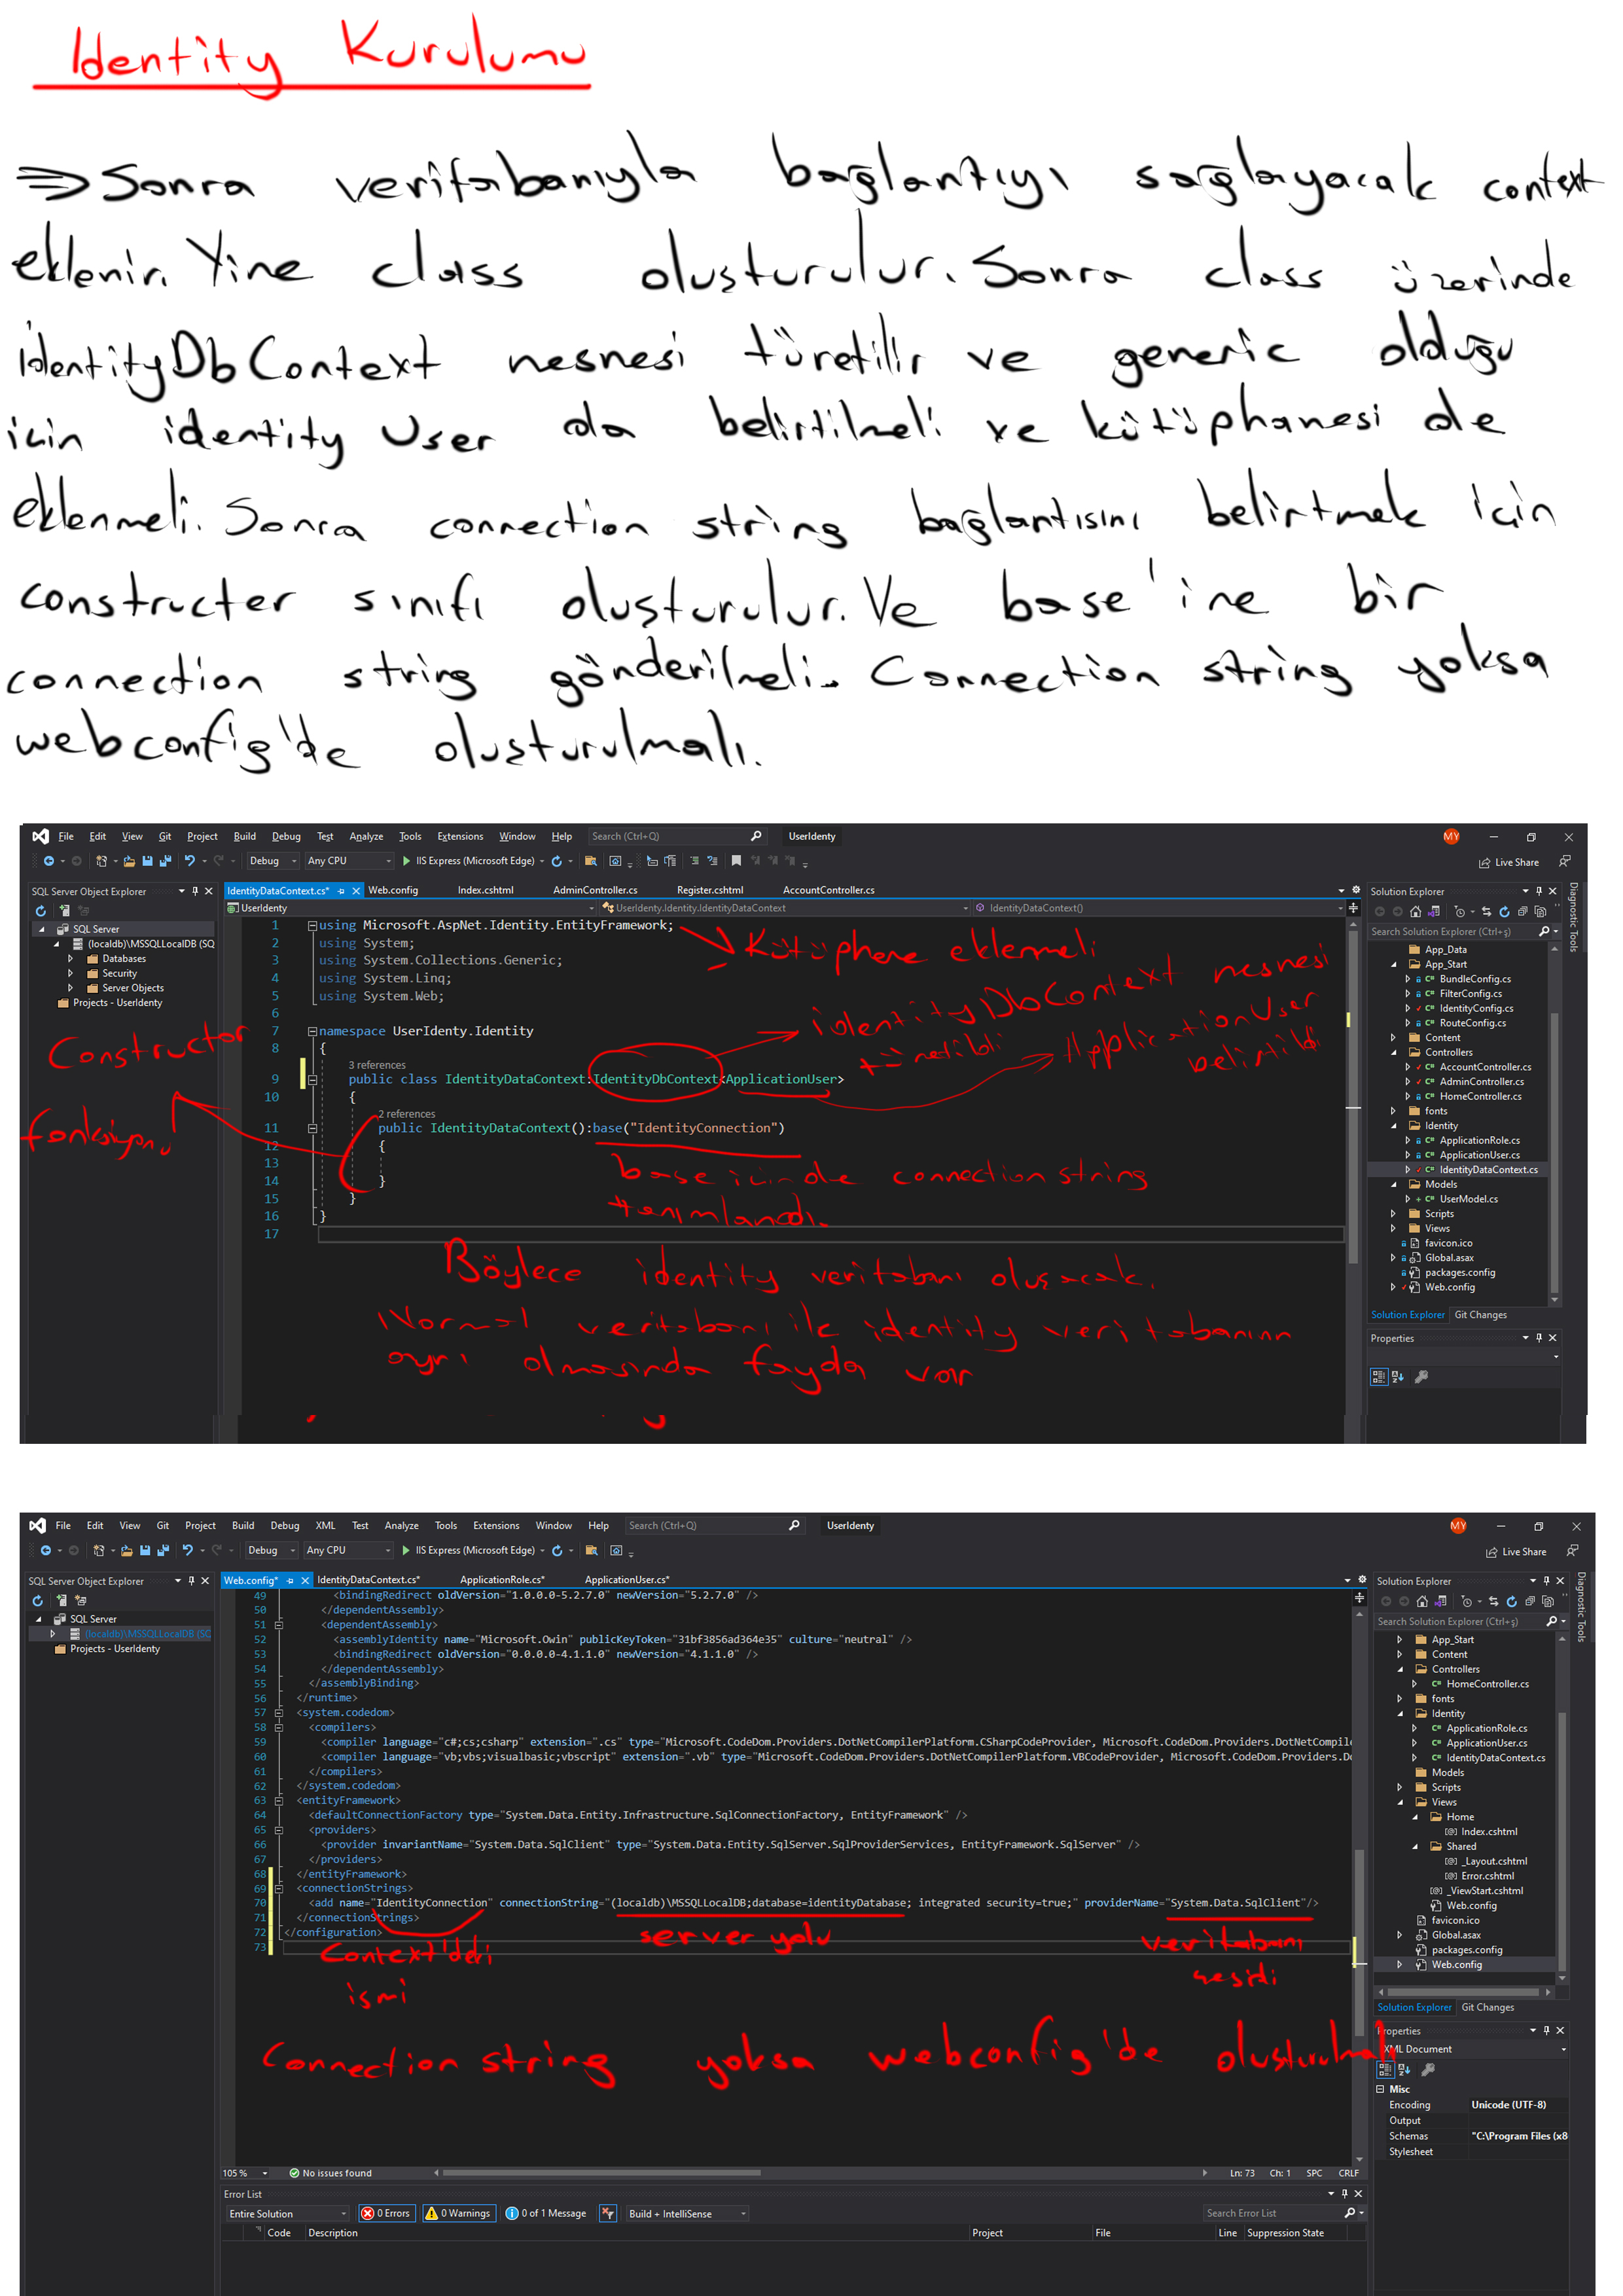 Identity Kurulumu
⇒ Sonra veritabanıyla bağlantıyı sağlayacak context
eklenir. Yine class oluşturulur. Sonra class üzerinde
identityDbContext nesnesi türetilir ve generic olduğu
için identity User da belirtilmeli ve kütüphanesi de
eklenmeli. Sonra connection string bağlantısını belirtmek için
constructer sınıfı oluşturulur. Ve base'ine bir
connection string gönderilmeli. Connection string yoksa
webconfig'de oluşturulmalı.
File Edit View Git Project Build Debug Test Analyze Tools Extensions Window Help Search (Ctrl+Q) UserIdenty MY
Debug Any CPU IIS Express (Microsoft Edge) Live Share
SQL Server Object Explorer
SQL Server
(localdb)\MSSQLLocalDB (SQ
Databases
Security
Server Objects
Projects - UserIdenty
IdentityDataContext.cs* Web.config Index.cshtml AdminController.cs Register.cshtml AccountController.cs
UserIdenty UserIdenty.Identity.IdentityDataContext IdentityDataContext()
1 using Microsoft.AspNet.Identity.EntityFramework;
2 using System;
3 using System.Collections.Generic;
4 using System.Linq;
5 using System.Web;
6
7 namespace UserIdenty.Identity
8 {
3 references
9 public class IdentityDataContext:IdentityDbContext<ApplicationUser>
10 {
2 references
11 public IdentityDataContext():base("IdentityConnection")
12 {
13
14 }
15 }
16 }
17
Kütüphane eklenmeli
identityDbContext nesnesi
türetildi
ApplicationUser
belirtildi
Constructor
fonksiyonu
base içinde connection string
tanımlandı.
Böylece identity veritabanı oluşacak.
Normal veritabanı ile identity veritabanının
ayrı olmasında fayda var
Solution Explorer
Search Solution Explorer (Ctrl+ş)
App_Data
App_Start
BundleConfig.cs
FilterConfig.cs
IdentityConfig.cs
RouteConfig.cs
Content
Controllers
AccountController.cs
AdminController.cs
HomeController.cs
fonts
Identity
ApplicationRole.cs
ApplicationUser.cs
IdentityDataContext.cs
Models
UserModel.cs
Scripts
Views
favicon.ico
Global.asax
packages.config
Web.config
Solution Explorer Git Changes
Properties
Diagnostic Tools
File Edit View Git Project Build Debug XML Test Analyze Tools Extensions Window Help Search (Ctrl+Q) UserIdenty MY
Debug Any CPU IIS Express (Microsoft Edge) Live Share
SQL Server Object Explorer
SQL Server
(localdb)\MSSQLLocalDB (SC
Projects - UserIdenty
Web.config* IdentityDataContext.cs* ApplicationRole.cs* ApplicationUser.cs*
49 <bindingRedirect oldVersion="1.0.0.0-5.2.7.0" newVersion="5.2.7.0" />
50 </dependentAssembly>
51 <dependentAssembly>
52 <assemblyIdentity name="Microsoft.Owin" publicKeyToken="31bf3856ad364e35" culture="neutral" />
53 <bindingRedirect oldVersion="0.0.0.0-4.1.1.0" newVersion="4.1.1.0" />
54 </dependentAssembly>
55 </assemblyBinding>
56 </runtime>
57 <system.codedom>
58 <compilers>
59 <compiler language="c#;cs;csharp" extension=".cs" type="Microsoft.CodeDom.Providers.DotNetCompilerPlatform.CSharpCodeProvider, Microsoft.CodeDom.Providers.DotNetCompil
60 <compiler language="vb;vbs;visualbasic;vbscript" extension=".vb" type="Microsoft.CodeDom.Providers.DotNetCompilerPlatform.VBCodeProvider, Microsoft.CodeDom.Providers.Do
61 </compilers>
62 </system.codedom>
63 <entityFramework>
64 <defaultConnectionFactory type="System.Data.Entity.Infrastructure.SqlConnectionFactory, EntityFramework" />
65 <providers>
66 <provider invariantName="System.Data.SqlClient" type="System.Data.Entity.SqlServer.SqlProviderServices, EntityFramework.SqlServer" />
67 </providers>
68 </entityFramework>
69 <connectionStrings>
70 <add name="IdentityConnection" connectionString="(localdb)\MSSQLLocalDB;database=identityDatabase; integrated security=true;" providerName="System.Data.SqlClient"/>
71 </connectionStrings>
72 </configuration>
73
Context'deki
ismi
server yolu
veritabanı
çeşidi
Connection string yoksa webconfig'de oluşturulmalı
Solution Explorer
Search Solution Explorer (Ctrl+ş)
App_Start
Content
Controllers
HomeController.cs
fonts
Identity
ApplicationRole.cs
ApplicationUser.cs
IdentityDataContext.cs
Models
Scripts
Views
Home
Index.cshtml
Shared
_Layout.cshtml
Error.cshtml
_ViewStart.cshtml
Web.config
favicon.ico
Global.asax
packages.config
Web.config
Solution Explorer Git Changes
Properties
XML Document
Misc
Encoding Unicode (UTF-8)
Output
Schemas "C:\Program Files (x8
Stylesheet
Diagnostic Tools
105 % No issues found Ln: 73 Ch: 1 SPC CRLF
Error List
Entire Solution 0 Errors 0 Warnings 0 of 1 Message Build + IntelliSense Search Error List
Code Description Project File Line Suppression State